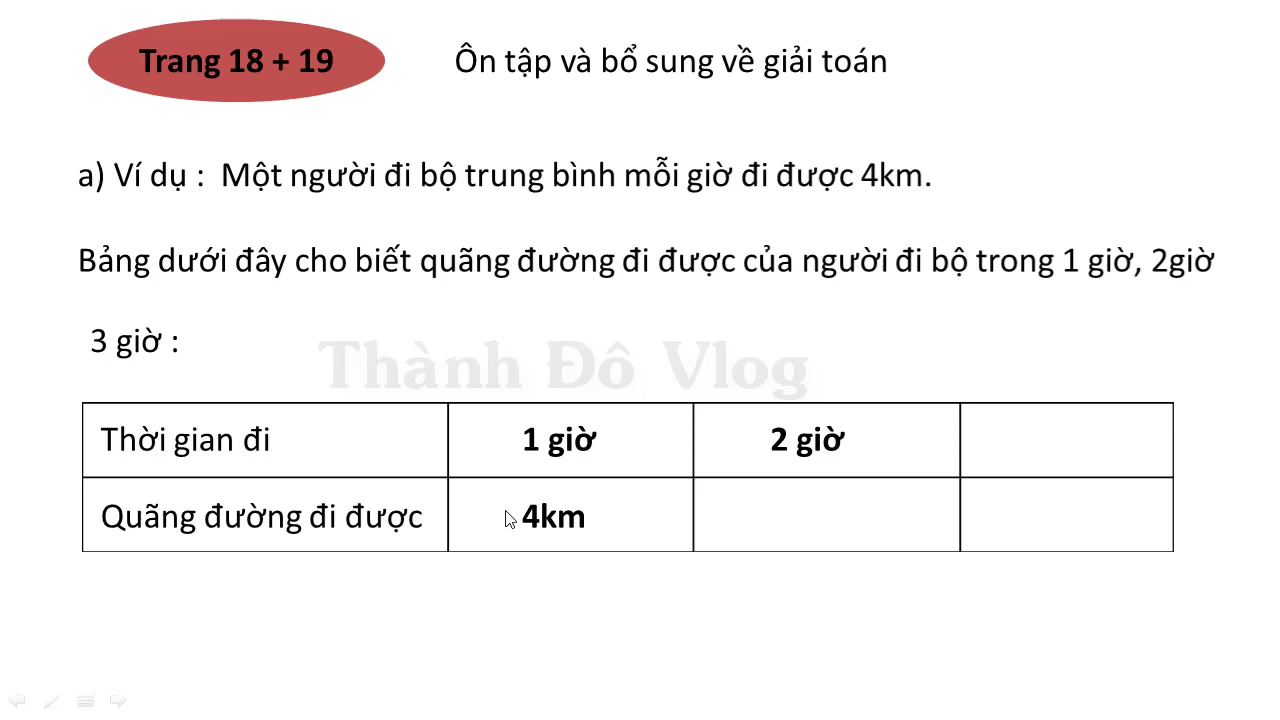 Trang 18 + 19
Ôn tập và bổ sung về giải toán
a) Ví dụ : Một người đi bộ trung bình mỗi giờ đi được 4km.
Bảng dưới đây cho biết quãng đường đi được của người đi bộ trong 1 giờ, 2giờ
3 giờ :
Thành Đô Vlog
Thời gian đi 1 giờ 2 giờ
Quãng đường đi được 4km